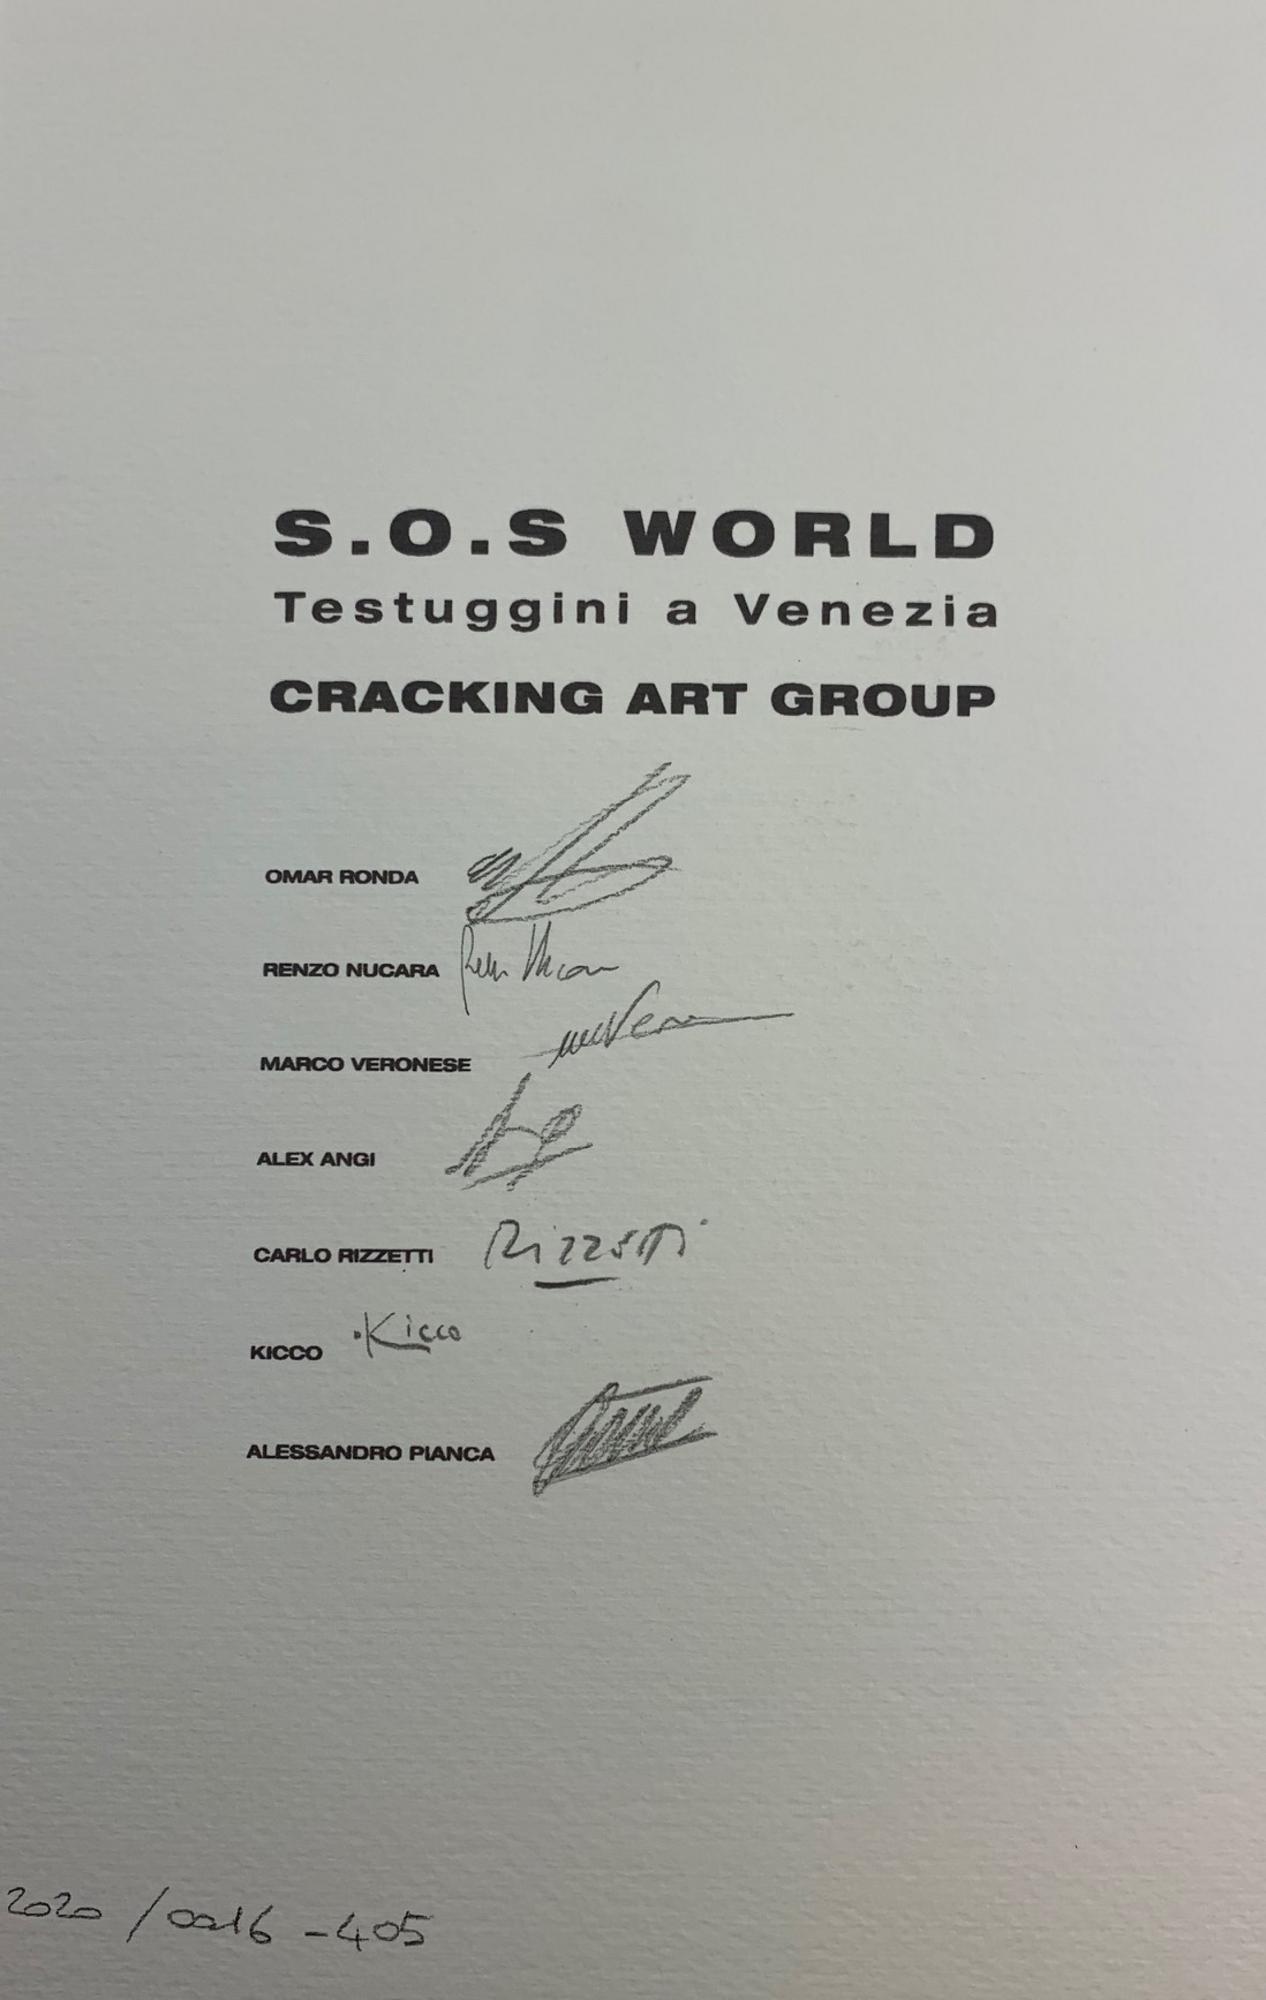 S.O.S WORLD
Testuggini a Venezia
CRACKING ART GROUP
OMAR RONDA
RENZO NUCARA
MARCO VERONESE
ALEX ANGI
CARLO RIZZETTI Rizzetti
KICCO .Kicco
ALESSANDRO PIANCA
2020 / 0016 - 405